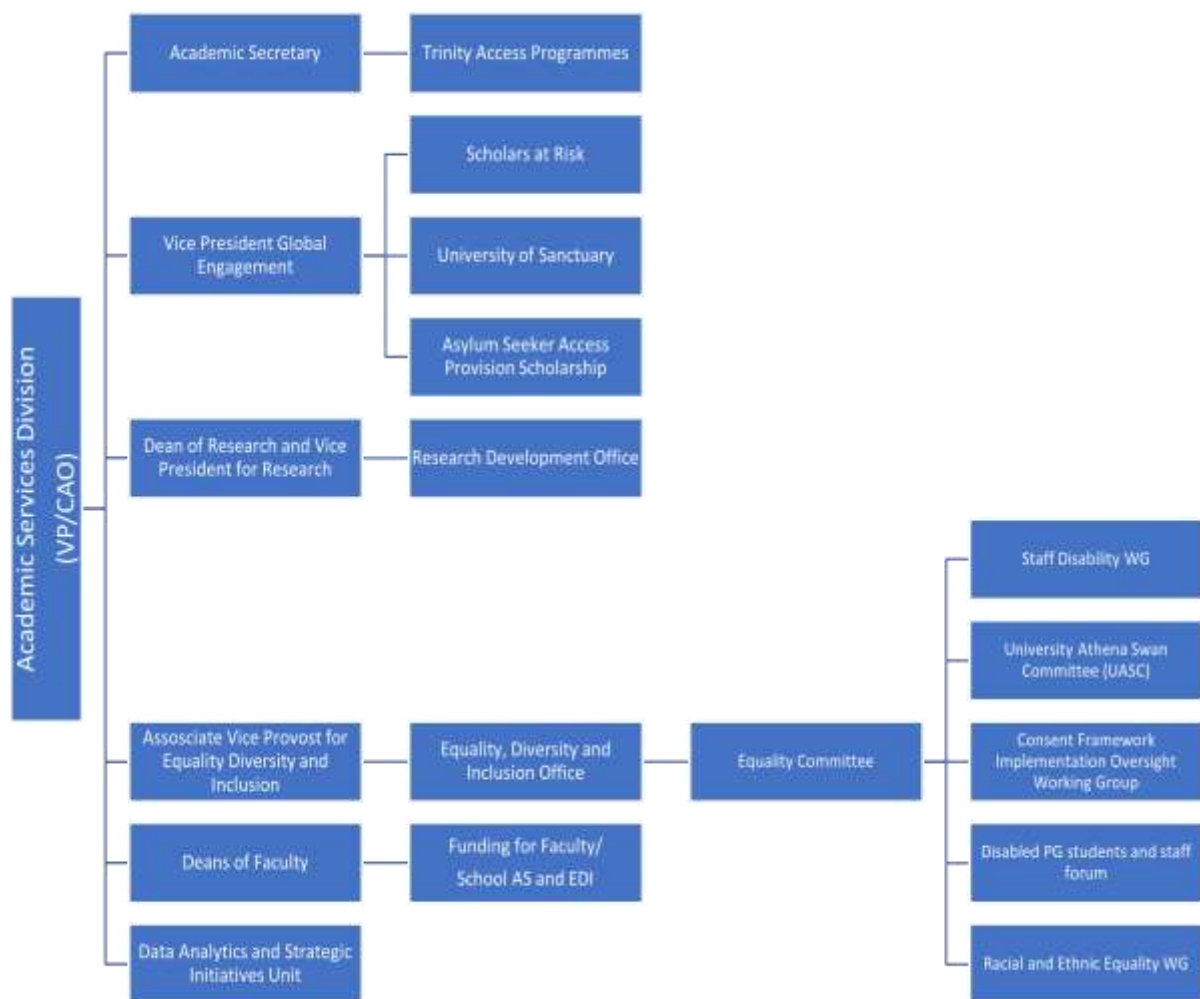 Academic Services Division
(VP/CAO)
Academic Secretary
Trinity Access Programmes
Vice President Global
Engagement
Scholars at Risk
University of Sanctuary
Asylum Seeker Access
Provision Scholarship
Dean of Research and Vice
President for Research
Research Development Office
Assosciate Vice Provost for
Equality Diversity and
Inclusion
Equality, Diversity and
Inclusion Office
Equality Committee
Staff Disability WG
University Athena Swan
Committee (UASC)
Consent Framework
Implementation Oversight
Working Group
Disabled PG students and staff
forum
Racial and Ethnic Equality WG
Deans of Faculty
Funding for Faculty/
School AS and EDI
Data Analytics and Strategic
Initiatives Unit